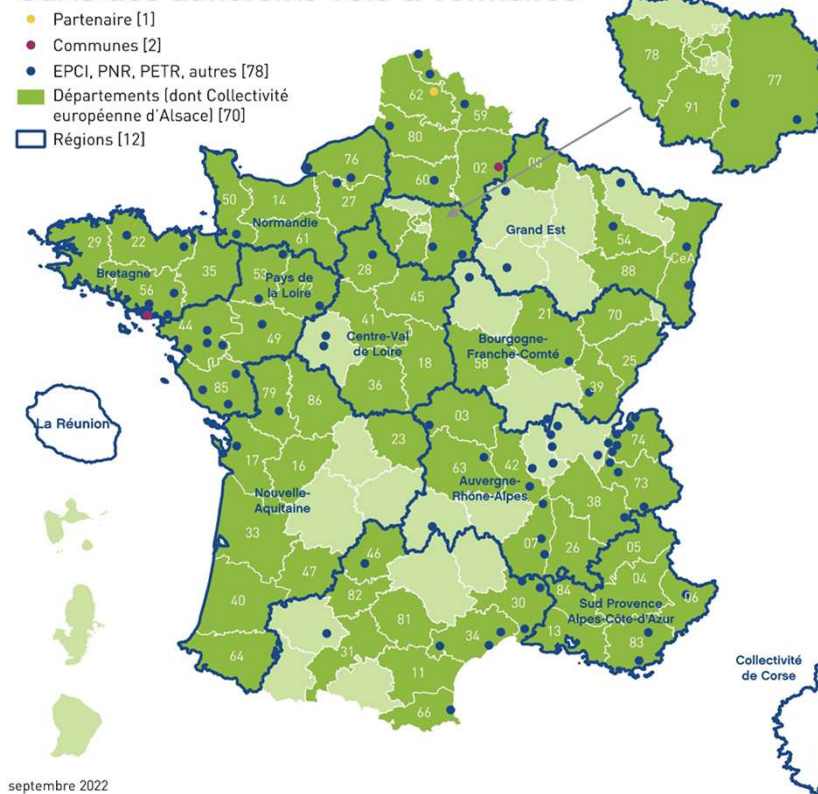 Partenaire [1]
Communes [2]
EPCI, PNR, PETR, autres [78]
Départements (dont Collectivité
européenne d'Alsace) [70]
Régions [12]
78
77
91
62
59
80
76
02
60
50
14
27
Normandie
61
Grand Est
54
CeA
88
29
22
35
Bretagne
56
53
Pays de
la Loire
28
45
41
Centre-Val
de Loire
21
70
Bourgogne-
Franche-Comté
25
58
39
44
49
18
36
85
79
86
La Réunion
03
23
17
16
63
42
74
73
Auvergne-
Rhône-Alpes
38
Nouvelle-
Aquitaine
33
46
07
26
05
47
82
04
40
30
84
06
81
Sud Provence
Alpes-Côte-d'Azur
64
31
34
13
83
11
66
Collectivité
de Corse
septembre 2022